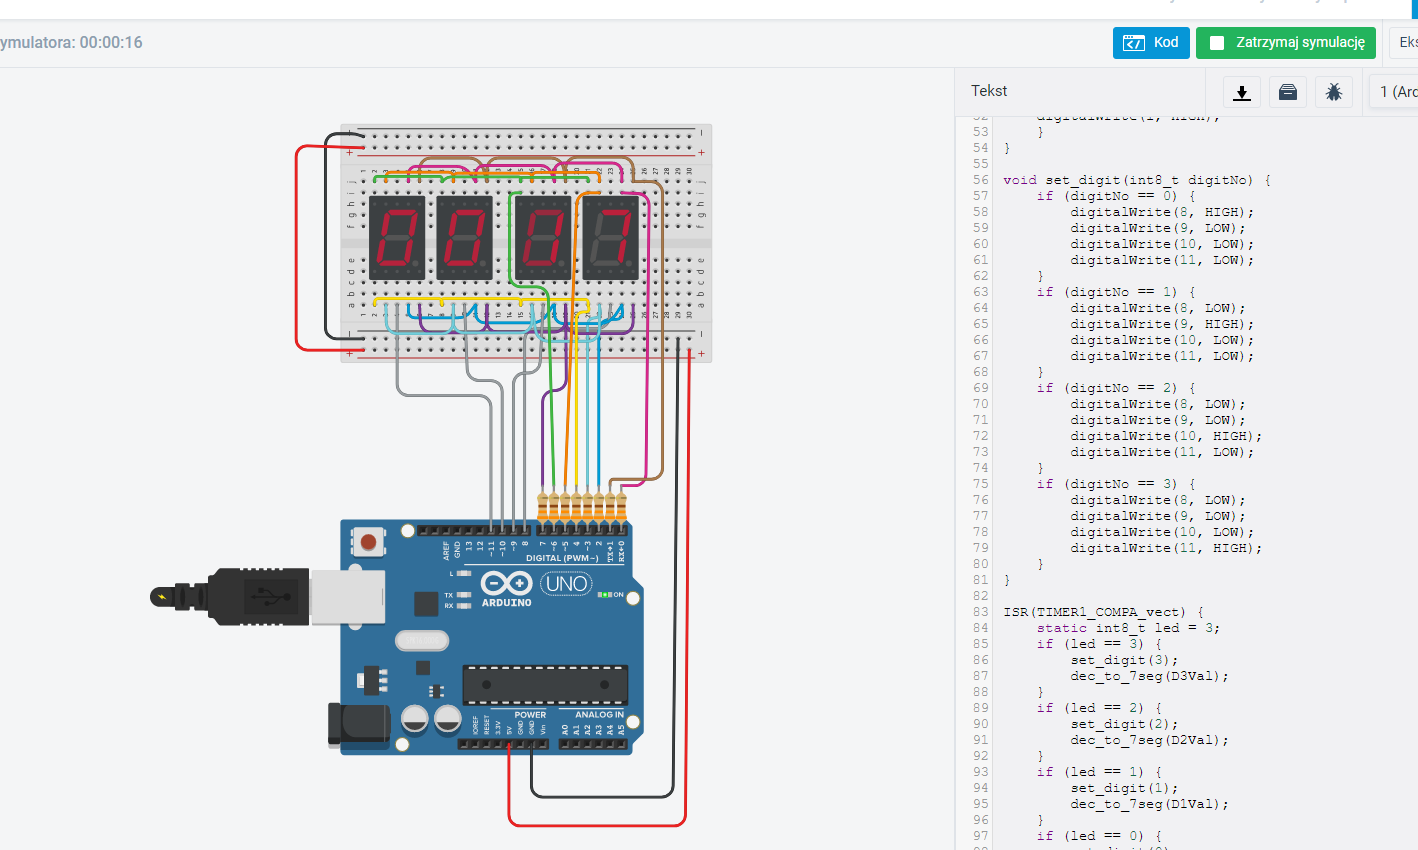 ymulatora: 00:00:16
Kod
Zatrzymaj symulację
Eks
Tekst
1 (Ard
digitalWrite(1, HIGH);
53 }
54 }
55
56 void set_digit(int8_t digitNo) {
57 if (digitNo == 0) {
58 digitalWrite(8, HIGH);
59 digitalWrite(9, LOW);
60 digitalWrite(10, LOW);
61 digitalWrite(11, LOW);
62 }
63 if (digitNo == 1) {
64 digitalWrite(8, LOW);
65 digitalWrite(9, HIGH);
66 digitalWrite(10, LOW);
67 digitalWrite(11, LOW);
68 }
69 if (digitNo == 2) {
70 digitalWrite(8, LOW);
71 digitalWrite(9, LOW);
72 digitalWrite(10, HIGH);
73 digitalWrite(11, LOW);
74 }
75 if (digitNo == 3) {
76 digitalWrite(8, LOW);
77 digitalWrite(9, LOW);
78 digitalWrite(10, LOW);
79 digitalWrite(11, HIGH);
80 }
81 }
82
83 ISR(TIMER1_COMPA_vect) {
84 static int8_t led = 3;
85 if (led == 3) {
86 set_digit(3);
87 dec_to_7seg(D3Val);
88 }
89 if (led == 2) {
90 set_digit(2);
91 dec_to_7seg(D2Val);
92 }
93 if (led == 1) {
94 set_digit(1);
95 dec_to_7seg(D1Val);
96 }
97 if (led == 0) {
0 0 0 7
AREF GND 13 12 ~11 ~10 ~9 8 7 ~6 ~5 4 ~3 2 TX→1 RX←0
DIGITAL (PWM~)
L
TX
RX
ARDUINO
UNO
ON
POWER
ANALOG IN
IOREF RESET 3.3V 5V GND GND Vin A0 A1 A2 A3 A4 A5